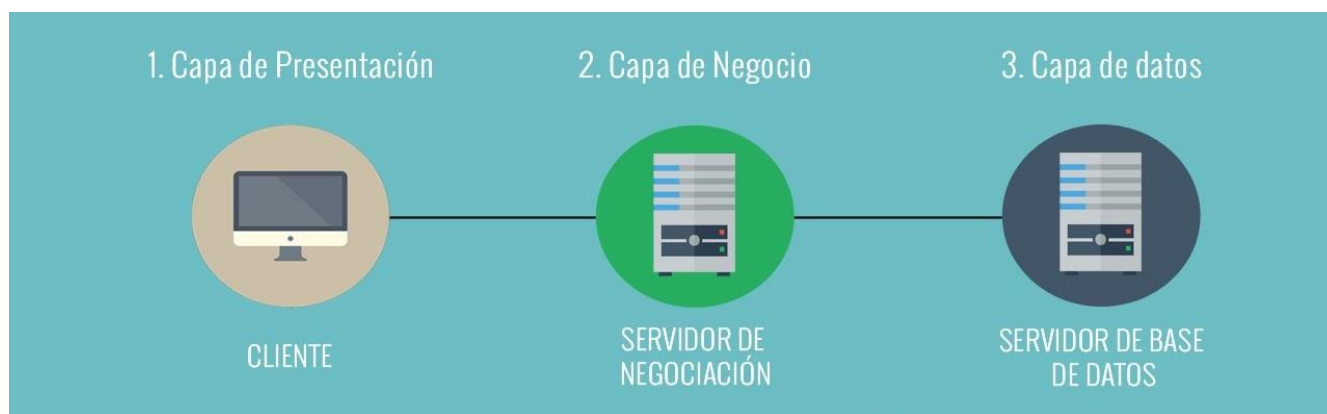 1. Capa de Presentación
2. Capa de Negocio
3. Capa de datos
CLIENTE
SERVIDOR DE
NEGOCIACIÓN
SERVIDOR DE BASE
DE DATOS